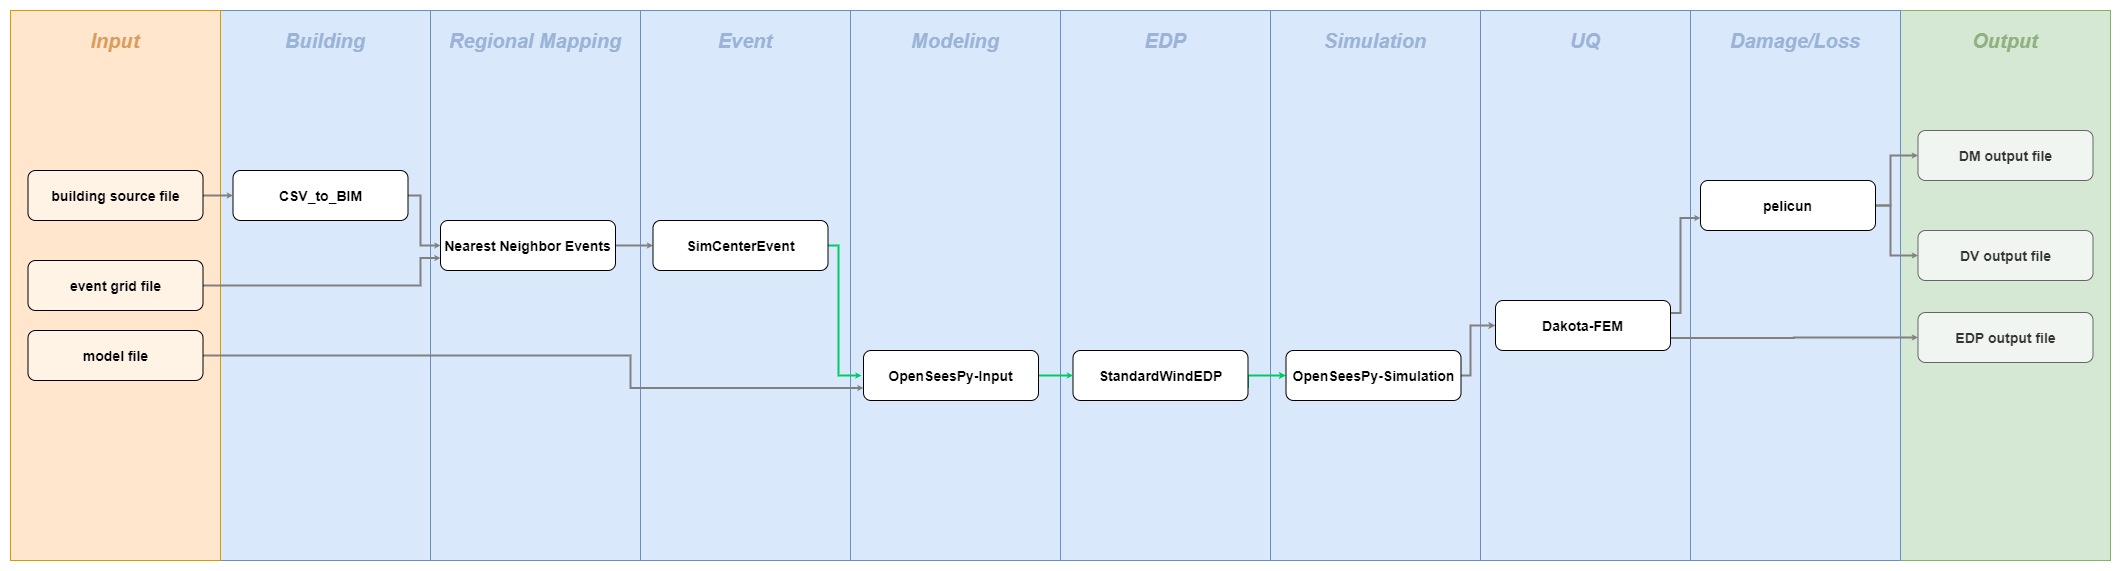 Input
Building
Regional Mapping
Event
Modeling
EDP
Simulation
UQ
Damage/Loss
Output
building source file
event grid file
model file
CSV_to_BIM
Nearest Neighbor Events
SimCenterEvent
OpenSeesPy-Input
StandardWindEDP
OpenSeesPy-Simulation
Dakota-FEM
pelicun
DM output file
DV output file
EDP output file